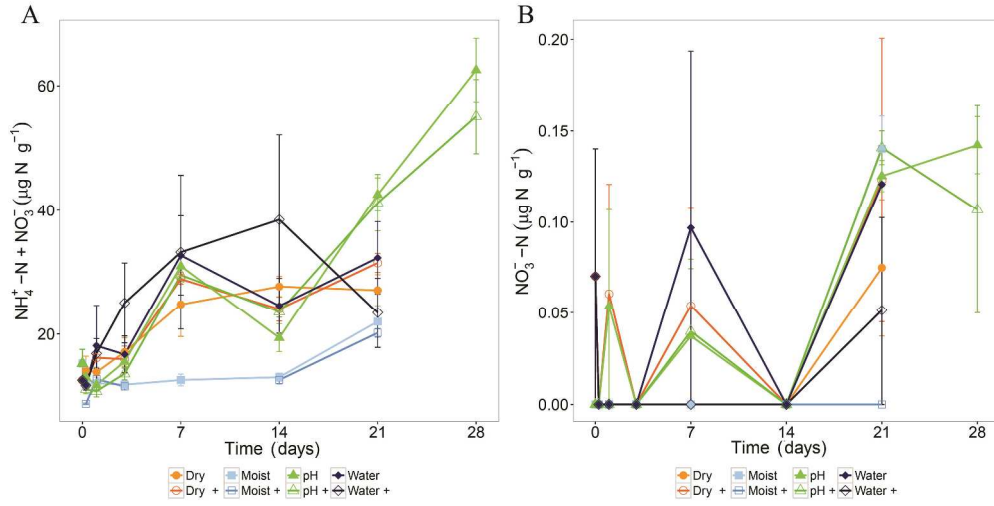 A
NH₄⁺ –N + NO₃⁻ (μg N g⁻¹)
60
40
20
0 7 14 21 28
Time (days)
Dry Moist pH Water
Dry + Moist + pH + Water +
B
NO₃⁻ –N (μg N g⁻¹)
0.20
0.15
0.10
0.05
0.00
0 7 14 21 28
Time (days)
Dry Moist pH Water
Dry + Moist + pH + Water +